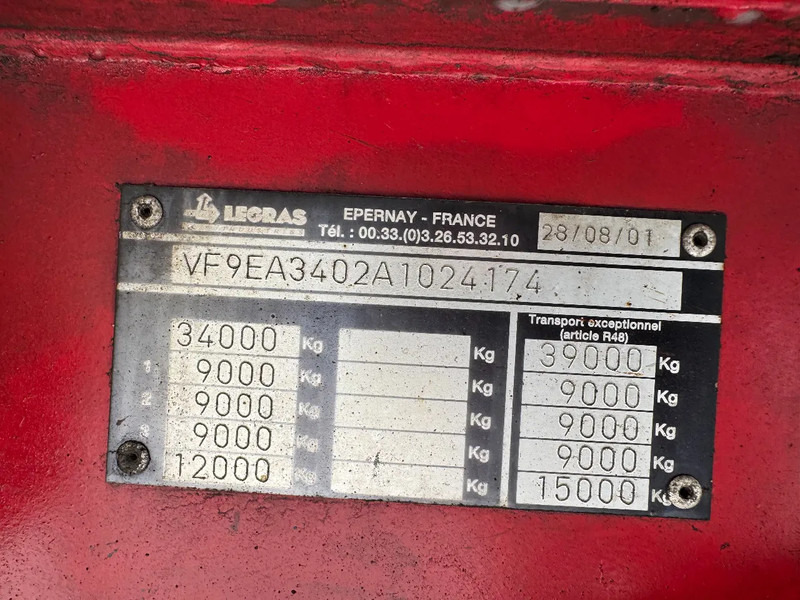 LEGRAS
INDUSTRIES
EPERNAY - FRANCE
Tél. : 00.33.(0)3.26.53.32.10
28/08/01
VF9EA3402A1024174
Transport exceptionnel
(article R48)
34000 Kg Kg 39000 Kg
1 9000 Kg Kg 9000 Kg
2 9000 Kg Kg 9000 Kg
3 9000 Kg Kg 9000 Kg
12000 Kg Kg 15000 Kg